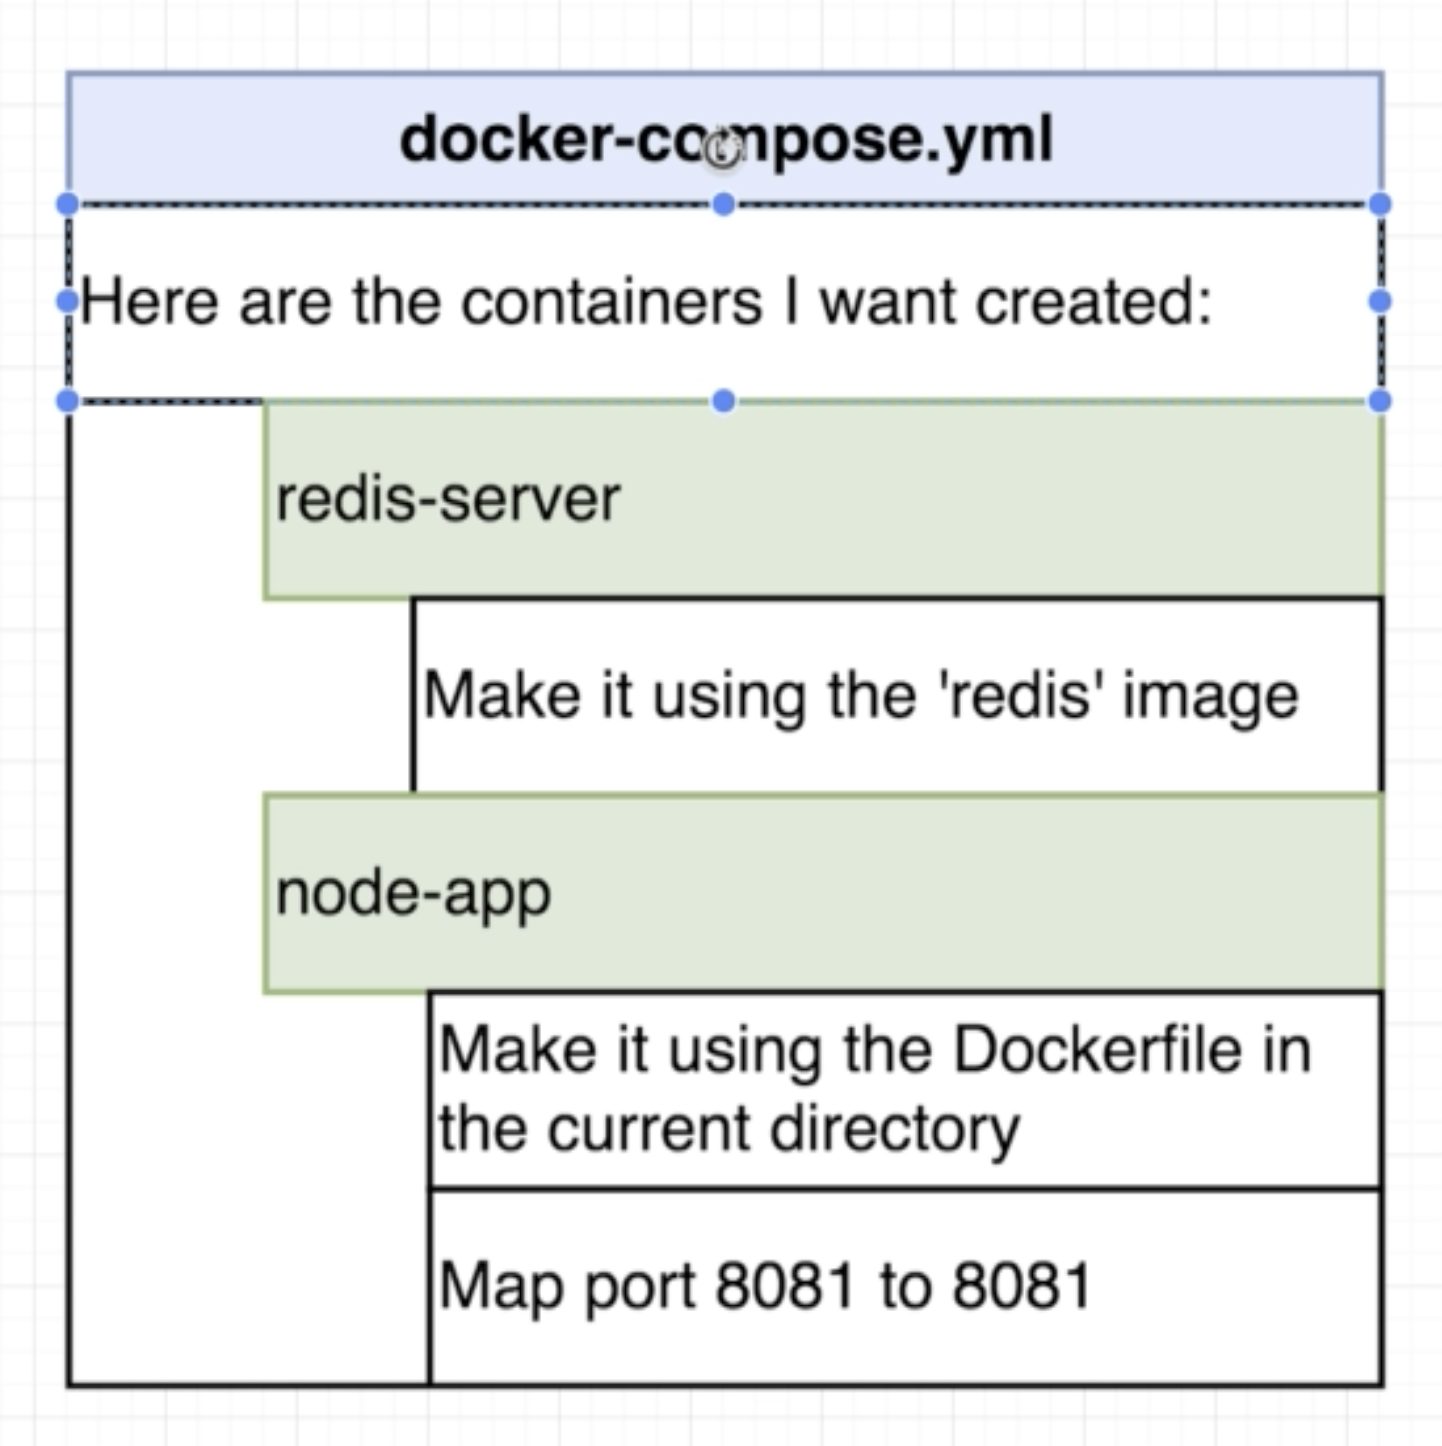 docker-compose.yml
Here are the containers I want created:
redis-server
Make it using the 'redis' image
node-app
Make it using the Dockerfile in
the current directory
Map port 8081 to 8081